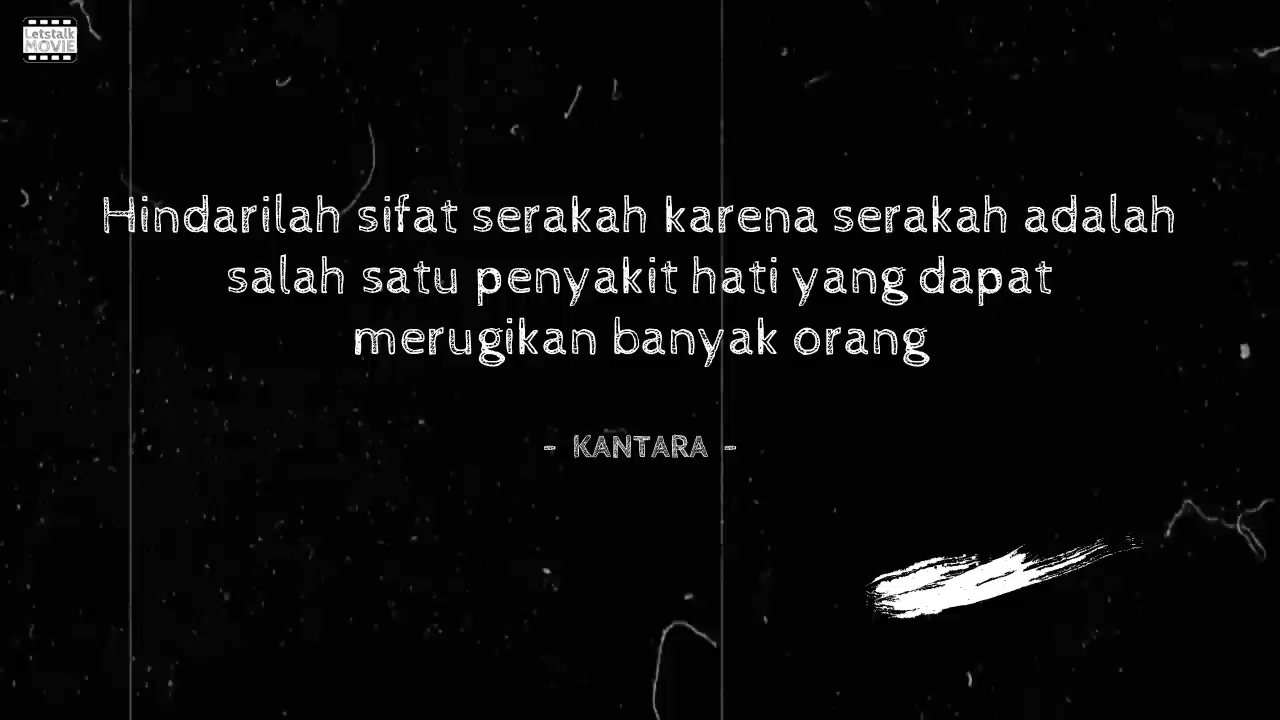 Letstalk
MOVIE
Hindarilah sifat serakah karena serakah adalah
salah satu penyakit hati yang dapat
merugikan banyak orang
- KANTARA -